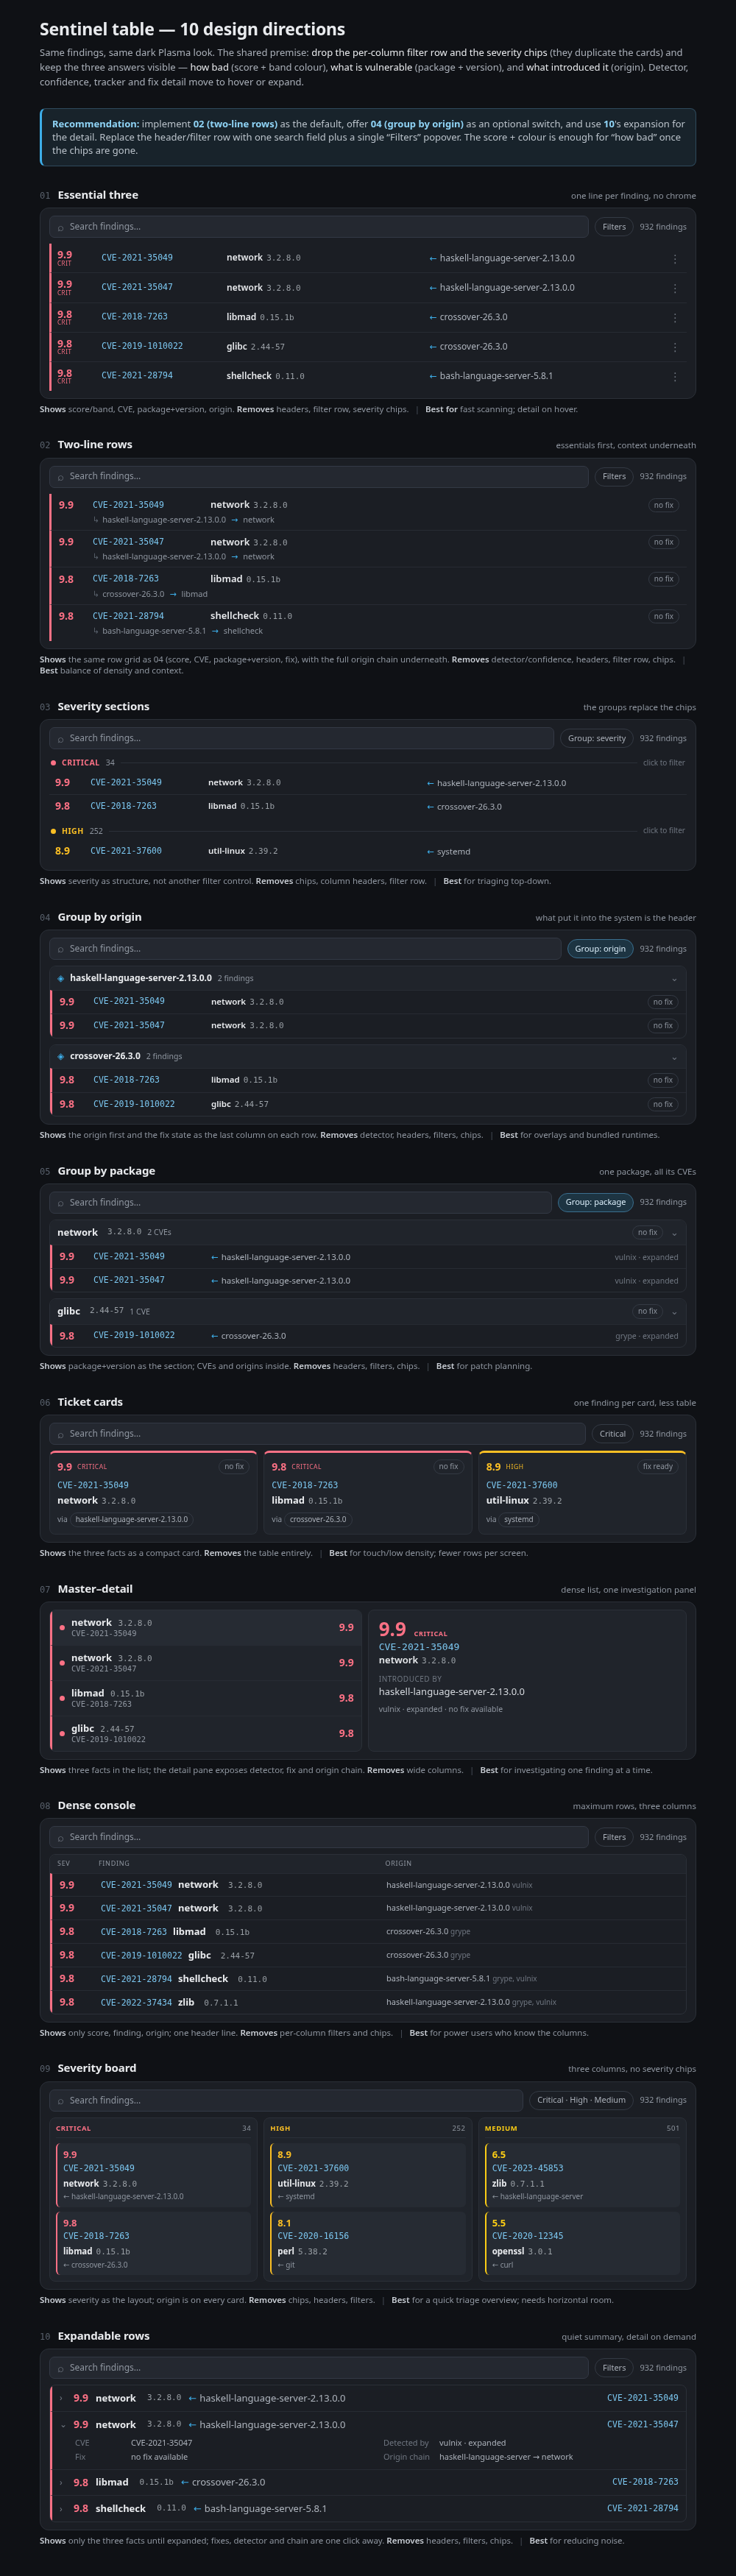 Sentinel table — 10 design directions
Same findings, same dark Plasma look. The shared premise: drop the per-column filter row and the severity chips (they duplicate the cards) and
keep the three answers visible — how bad (score + band colour), what is vulnerable (package + version), and what introduced it (origin). Detector,
confidence, tracker and fix detail move to hover or expand.
Recommendation: implement 02 (two-line rows) as the default, offer 04 (group by origin) as an optional switch, and use 10's expansion for
the detail. Replace the header/filter row with one search field plus a single "Filters" popover. The score + colour is enough for "how bad" once
the chips are gone.
01 Essential three one line per finding, no chrome
Search findings... Filters 932 findings
9.9 CRIT CVE-2021-35049 network 3.2.8.0 ← haskell-language-server-2.13.0.0 ⋮
9.9 CRIT CVE-2021-35047 network 3.2.8.0 ← haskell-language-server-2.13.0.0 ⋮
9.8 CRIT CVE-2018-7263 libmad 0.15.1b ← crossover-26.3.0 ⋮
9.8 CRIT CVE-2019-1010022 glibc 2.44-57 ← crossover-26.3.0 ⋮
9.8 CRIT CVE-2021-28794 shellcheck 0.11.0 ← bash-language-server-5.8.1 ⋮
Shows score/band, CVE, package+version, origin. Removes headers, filter row, severity chips. | Best for fast scanning; detail on hover.
02 Two-line rows essentials first, context underneath
Search findings... Filters 932 findings
9.9 CVE-2021-35049 network 3.2.8.0 no fix
↳ haskell-language-server-2.13.0.0 → network
9.9 CVE-2021-35047 network 3.2.8.0 no fix
↳ haskell-language-server-2.13.0.0 → network
9.8 CVE-2018-7263 libmad 0.15.1b no fix
↳ crossover-26.3.0 → libmad
9.8 CVE-2021-28794 shellcheck 0.11.0 no fix
↳ bash-language-server-5.8.1 → shellcheck
Shows the same row grid as 04 (score, CVE, package+version, fix), with the full origin chain underneath. Removes detector/confidence, headers, filter row, chips. |
Best balance of density and context.
03 Severity sections the groups replace the chips
Search findings... Group: severity 932 findings
CRITICAL 34 click to filter
9.9 CVE-2021-35049 network 3.2.8.0 ← haskell-language-server-2.13.0.0
9.8 CVE-2018-7263 libmad 0.15.1b ← crossover-26.3.0
HIGH 252 click to filter
8.9 CVE-2021-37600 util-linux 2.39.2 ← systemd
Shows severity as structure, not another filter control. Removes chips, column headers, filter row. | Best for triaging top-down.
04 Group by origin what put it into the system is the header
Search findings... Group: origin 932 findings
◈ haskell-language-server-2.13.0.0 2 findings
9.9 CVE-2021-35049 network 3.2.8.0 no fix
9.9 CVE-2021-35047 network 3.2.8.0 no fix
◈ crossover-26.3.0 2 findings
9.8 CVE-2018-7263 libmad 0.15.1b no fix
9.8 CVE-2019-1010022 glibc 2.44-57 no fix
Shows the origin first and the fix state as the last column on each row. Removes detector, headers, filters, chips. | Best for overlays and bundled runtimes.
05 Group by package one package, all its CVEs
Search findings... Group: package 932 findings
network 3.2.8.0 2 CVEs no fix
9.9 CVE-2021-35049 ← haskell-language-server-2.13.0.0 vulnix · expanded
9.9 CVE-2021-35047 ← haskell-language-server-2.13.0.0 vulnix · expanded
glibc 2.44-57 1 CVE no fix
9.8 CVE-2019-1010022 ← crossover-26.3.0 grype · expanded
Shows package+version as the section; CVEs and origins inside. Removes headers, filters, chips. | Best for patch planning.
06 Ticket cards one finding per card, less table
Search findings... Critical 932 findings
9.9 CRITICAL no fix 9.8 CRITICAL no fix 8.9 HIGH fix ready
CVE-2021-35049 CVE-2018-7263 CVE-2021-37600
network 3.2.8.0 libmad 0.15.1b util-linux 2.39.2
via haskell-language-server-2.13.0.0 via crossover-26.3.0 via systemd
Shows the three facts as a compact card. Removes the table entirely. | Best for touch/low density; fewer rows per screen.
07 Master–detail dense list, one investigation panel
network 3.2.8.0
CVE-2021-35049 9.9
network 3.2.8.0
CVE-2021-35047 9.9
libmad 0.15.1b
CVE-2018-7263 9.8
glibc 2.44-57
CVE-2019-1010022 9.8
9.9 CRITICAL
CVE-2021-35049
network 3.2.8.0
INTRODUCED BY
haskell-language-server-2.13.0.0
vulnix · expanded · no fix available
Shows three facts in the list; the detail pane exposes detector, fix and origin chain. Removes wide columns. | Best for investigating one finding at a time.
08 Dense console maximum rows, three columns
Search findings... Filters 932 findings
SEV FINDING ORIGIN
9.9 CVE-2021-35049 network 3.2.8.0 haskell-language-server-2.13.0.0 vulnix
9.9 CVE-2021-35047 network 3.2.8.0 haskell-language-server-2.13.0.0 vulnix
9.8 CVE-2018-7263 libmad 0.15.1b crossover-26.3.0 grype
9.8 CVE-2019-1010022 glibc 2.44-57 crossover-26.3.0 grype
9.8 CVE-2021-28794 shellcheck 0.11.0 bash-language-server-5.8.1 grype, vulnix
9.8 CVE-2022-37434 zlib 0.7.1.1 haskell-language-server-2.13.0.0 grype, vulnix
Shows only score, finding, origin; one header line. Removes per-column filters and chips. | Best for power users who know the columns.
09 Severity board three columns, no severity chips
Search findings... Critical · High · Medium 932 findings
CRITICAL 34 HIGH 252 MEDIUM 501
9.9 8.9 6.5
CVE-2021-35049 CVE-2021-37600 CVE-2023-45853
network 3.2.8.0 util-linux 2.39.2 zlib 0.7.1.1
← haskell-language-server-2.13.0.0 ← systemd ← haskell-language-server
9.8 8.1 5.5
CVE-2018-7263 CVE-2020-16156 CVE-2020-12345
libmad 0.15.1b perl 5.38.2 openssl 3.0.1
← crossover-26.3.0 ← git ← curl
Shows severity as the layout; origin is on every card. Removes chips, headers, filters. | Best for a quick triage overview; needs horizontal room.
10 Expandable rows quiet summary, detail on demand
Search findings... Filters 932 findings
› 9.9 network 3.2.8.0 ← haskell-language-server-2.13.0.0 CVE-2021-35049
⌄ 9.9 network 3.2.8.0 ← haskell-language-server-2.13.0.0 CVE-2021-35047
CVE CVE-2021-35047 Detected by vulnix · expanded
Fix no fix available Origin chain haskell-language-server → network
› 9.8 libmad 0.15.1b ← crossover-26.3.0 CVE-2018-7263
› 9.8 shellcheck 0.11.0 ← bash-language-server-5.8.1 CVE-2021-28794
Shows only the three facts until expanded; fixes, detector and chain are one click away. Removes headers, filters, chips. | Best for reducing noise.